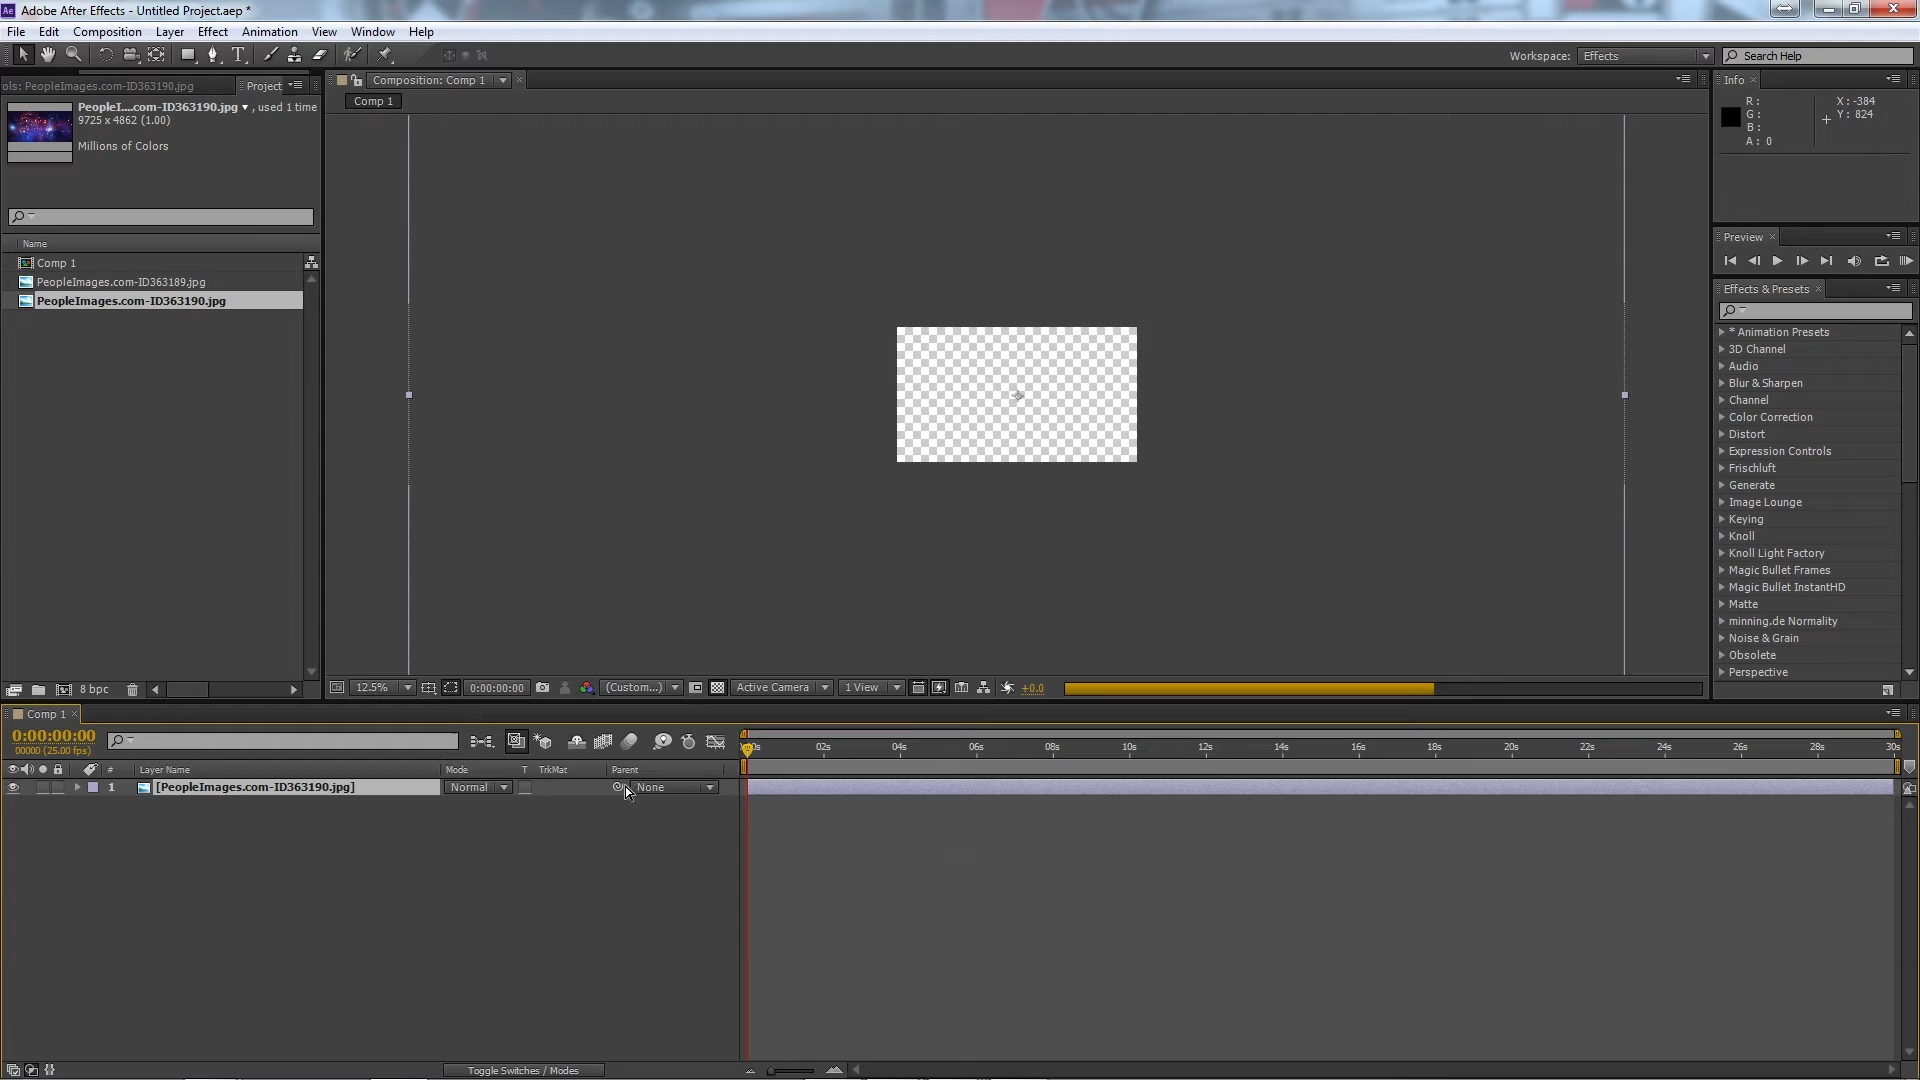 Ae Adobe After Effects - Untitled Project.aep *
File Edit Composition Layer Effect Animation View Window Help
Workspace: Effects Search Help
ols: PeopleImages.com-ID363190.jpg Project
PeopleI....com-ID363190.jpg , used 1 time
9725 x 4862 (1.00)
Millions of Colors
Name
Comp 1
PeopleImages.com-ID363189.jpg
PeopleImages.com-ID363190.jpg
8 bpc
Composition: Comp 1
Comp 1
12.5% 0:00:00:00 (Custom...) Active Camera 1 View +0.0
Info
R: X: -384
G: Y: 824
B:
A: 0
Preview
Effects & Presets
* Animation Presets
3D Channel
Audio
Blur & Sharpen
Channel
Color Correction
Distort
Expression Controls
Frischluft
Generate
Image Lounge
Keying
Knoll
Knoll Light Factory
Magic Bullet Frames
Magic Bullet InstantHD
Matte
minning.de Normality
Noise & Grain
Obsolete
Perspective
Comp 1
0:00:00:00
00000 (25.00 fps)
02s 04s 06s 08s 10s 12s 14s 16s 18s 20s 22s 24s 26s 28s 30s
# Layer Name Mode T TrkMat Parent
1 [PeopleImages.com-ID363190.jpg] Normal None
Toggle Switches / Modes